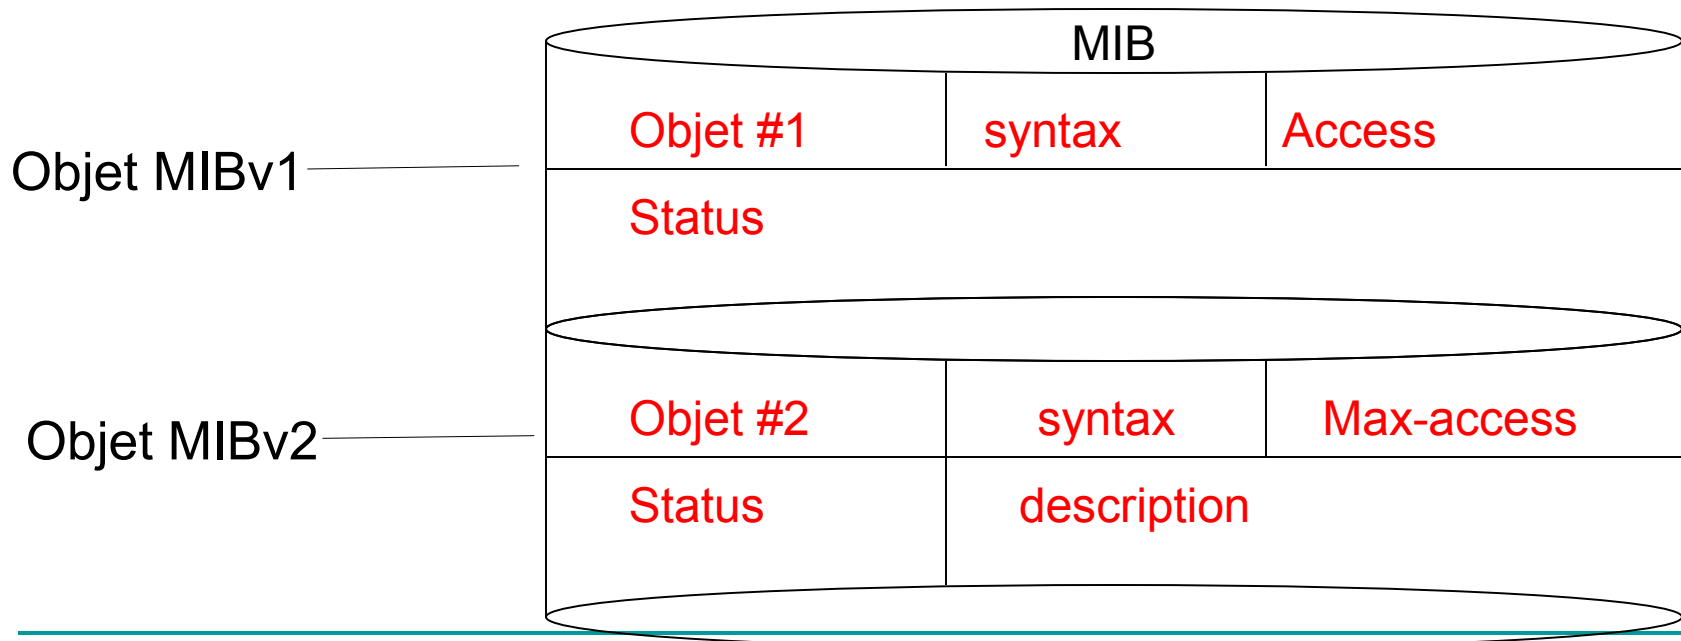 MIB
Objet #1 syntax Access
Objet MIBv1
Status
Objet #2 syntax Max-access
Objet MIBv2
Status description